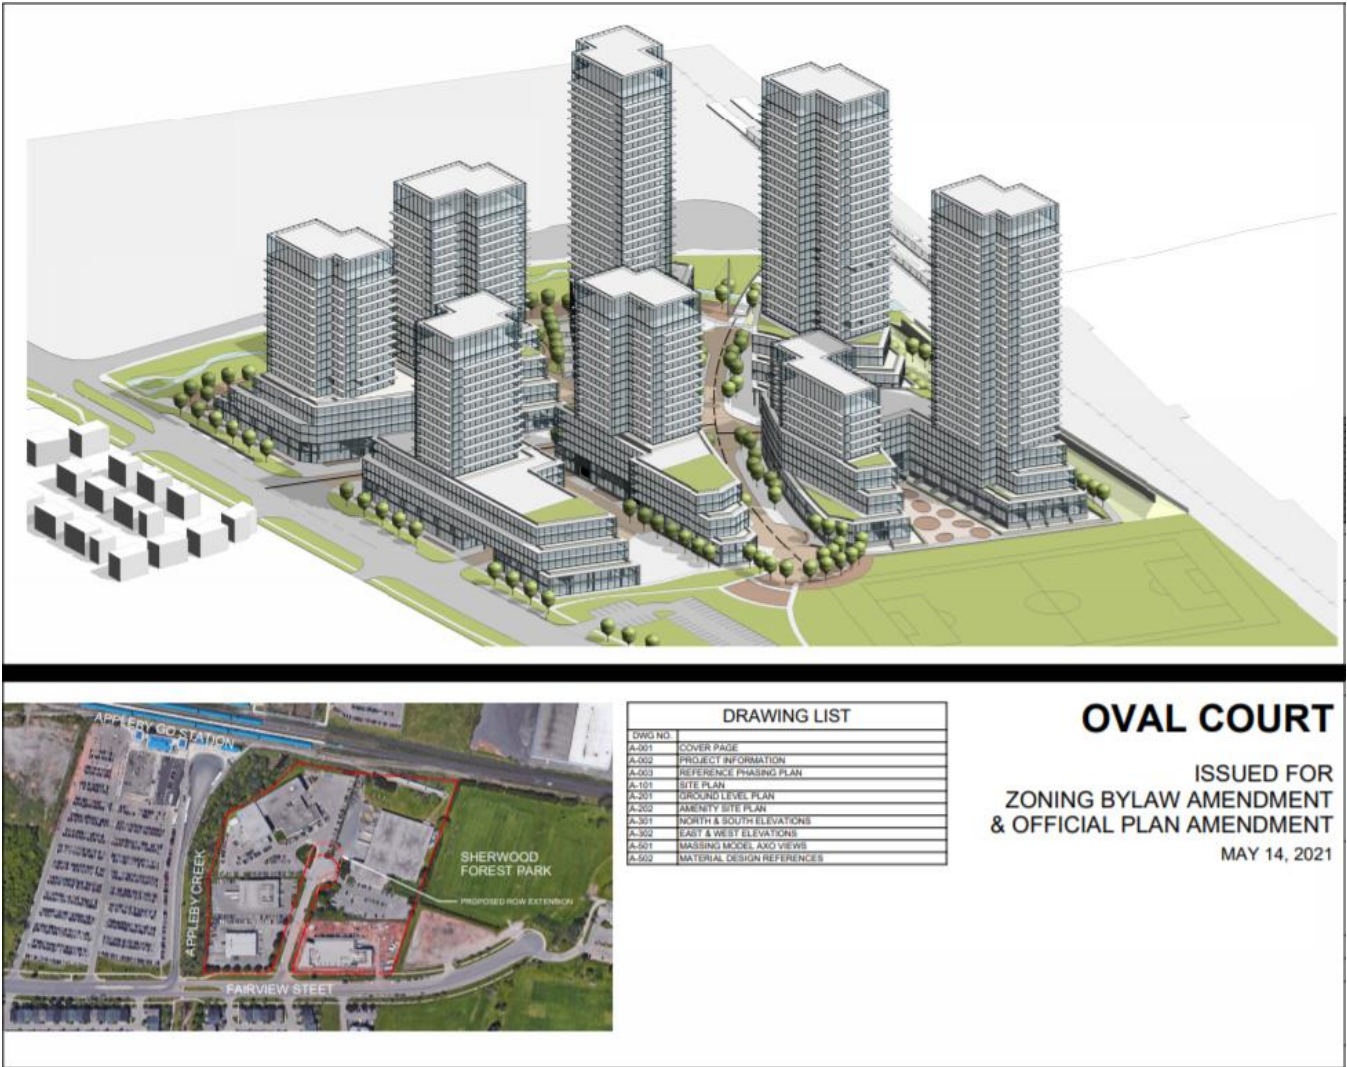 APPLEBY GO STATION
APPLEBY CREEK
SHERWOOD
FOREST PARK
PROPOSED ROW EXTENSION
FAIRVIEW STEET
DRAWING LIST
DWG NO.
A-001 COVER PAGE
A-002 PROJECT INFORMATION
A-003 REFERENCE PHASING PLAN
A-101 SITE PLAN
A-201 GROUND LEVEL PLAN
A-202 AMENITY SITE PLAN
A-301 NORTH & SOUTH ELEVATIONS
A-302 EAST & WEST ELEVATIONS
A-501 MASSING MODEL AXO VIEWS
A-502 MATERIAL DESIGN REFERENCES
OVAL COURT
ISSUED FOR
ZONING BYLAW AMENDMENT
& OFFICIAL PLAN AMENDMENT
MAY 14, 2021